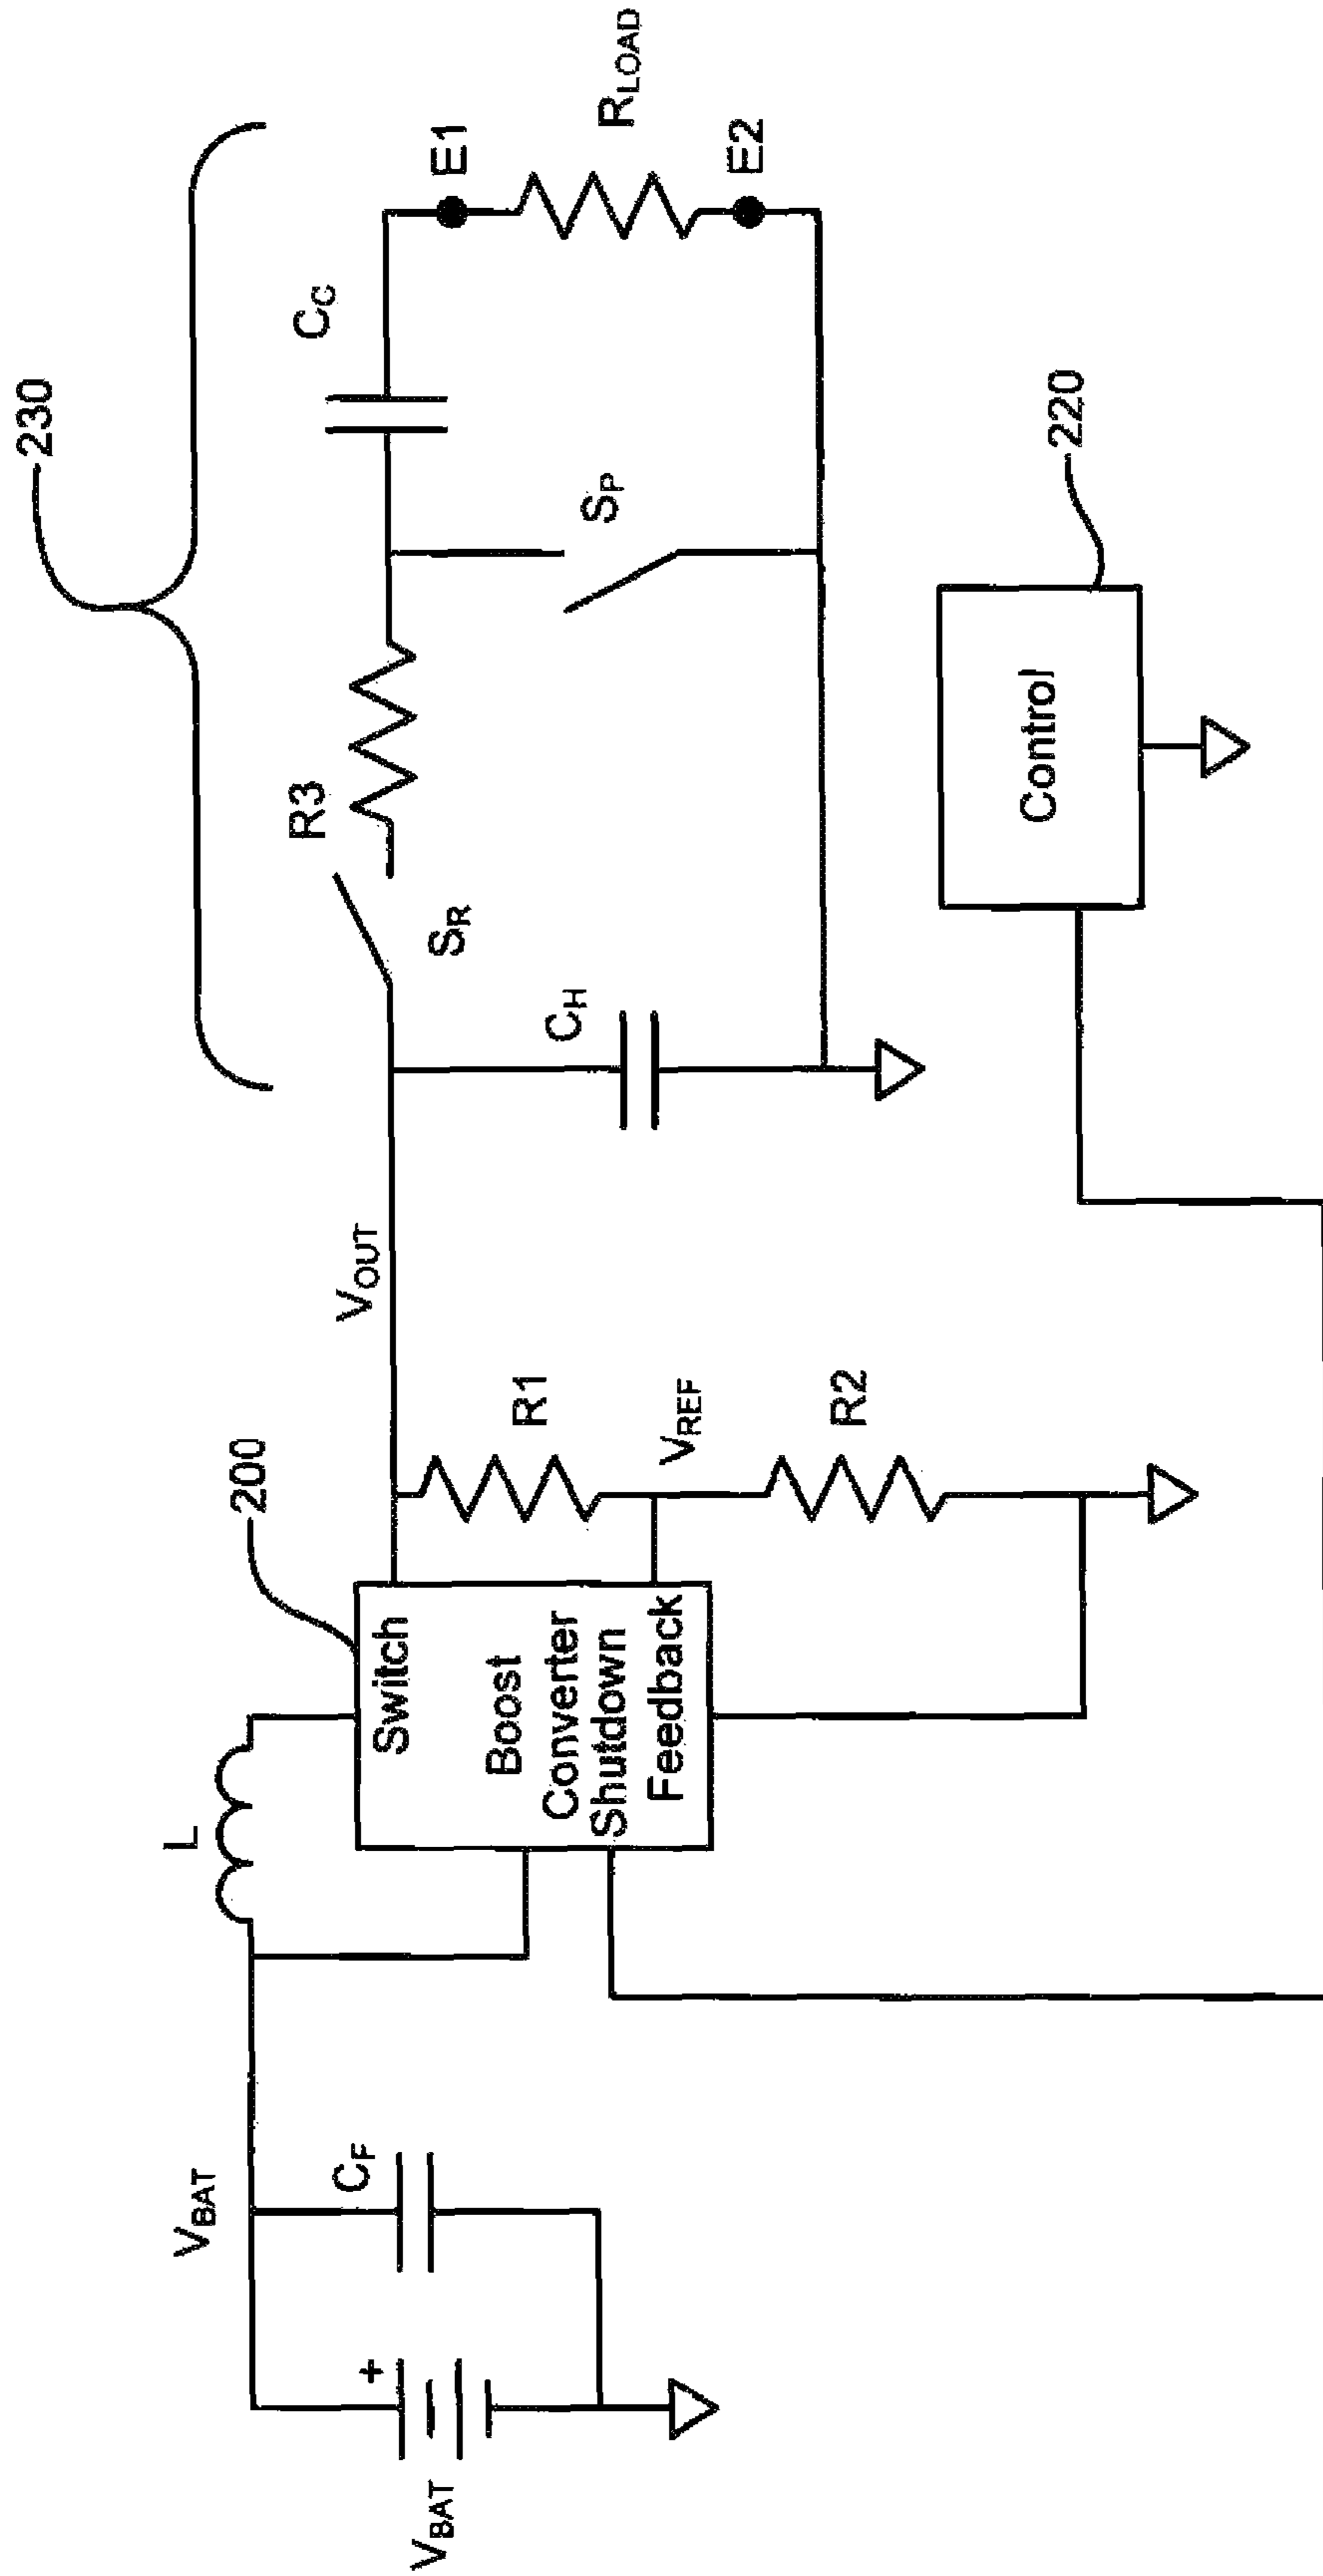 230
V_BAT
V_BAT
+
C_F
L
200
Switch
Boost
Converter
Shutdown
Feedback
V_OUT
R1
V_REF
R2
C_H
S_R
R3
S_P
C_C
E1
R_LOAD
E2
Control
220